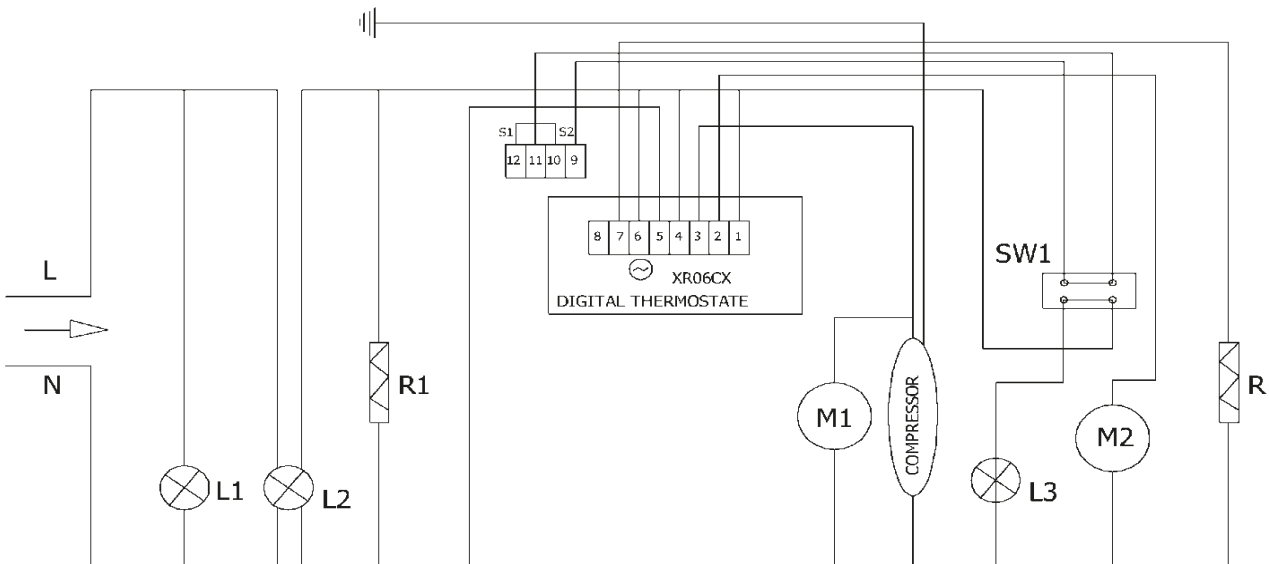 S1 S2
12 11 10 9
8 7 6 5 4 3 2 1
XR06CX
DIGITAL THERMOSTATE
L
N
SW1
R1
M1
COMPRESSOR
M2
R
L1
L2
L3